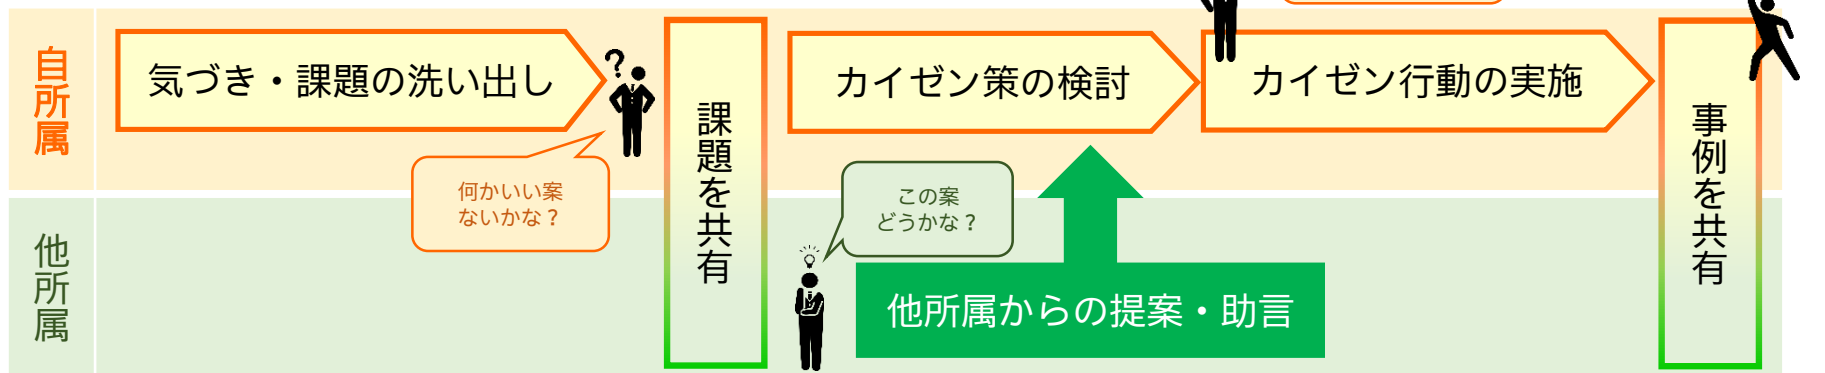 自所属
気づき・課題の洗い出し
?
何かいい案
ないかな？
課題を共有
カイゼン策の検討
カイゼン行動の実施
事例を共有
他所属
この案
どうかな？
他所属からの提案・助言